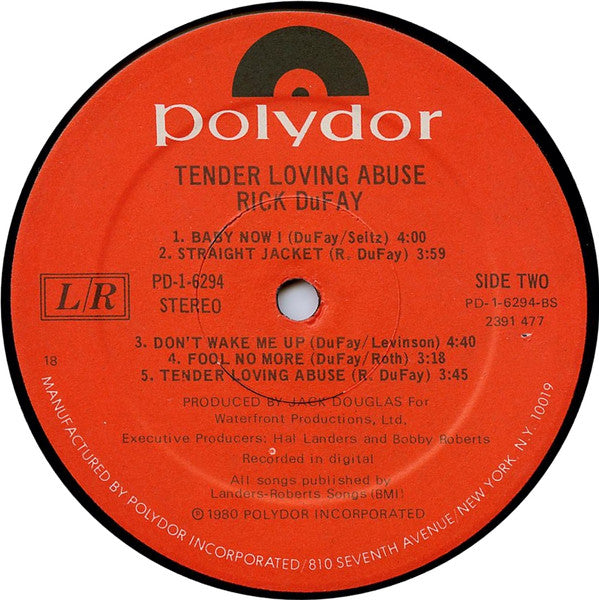 polydor
TENDER LOVING ABUSE
RICK DuFAY
1. BABY NOW I (DuFay/Seitz) 4:00
2. STRAIGHT JACKET (R. DuFay) 3:59
L/R
PD-1-6294
STEREO
SIDE TWO
PD-1-6294-BS
2391 477
3. DON'T WAKE ME UP (DuFay/Levinson) 4:40
4. FOOL NO MORE (DuFay/Roth) 3:18
5. TENDER LOVING ABUSE (R. DuFay) 3:45
18
PRODUCED BY JACK DOUGLAS For
Waterfront Productions, Ltd.
Executive Producers: Hal Landers and Bobby Roberts
Recorded in digital
All songs published by
Landers-Roberts Songs (BMI)
℗ 1980 POLYDOR INCORPORATED
MANUFACTURED BY POLYDOR INCORPORATED/810 SEVENTH AVENUE/NEW YORK, N.Y. 10019